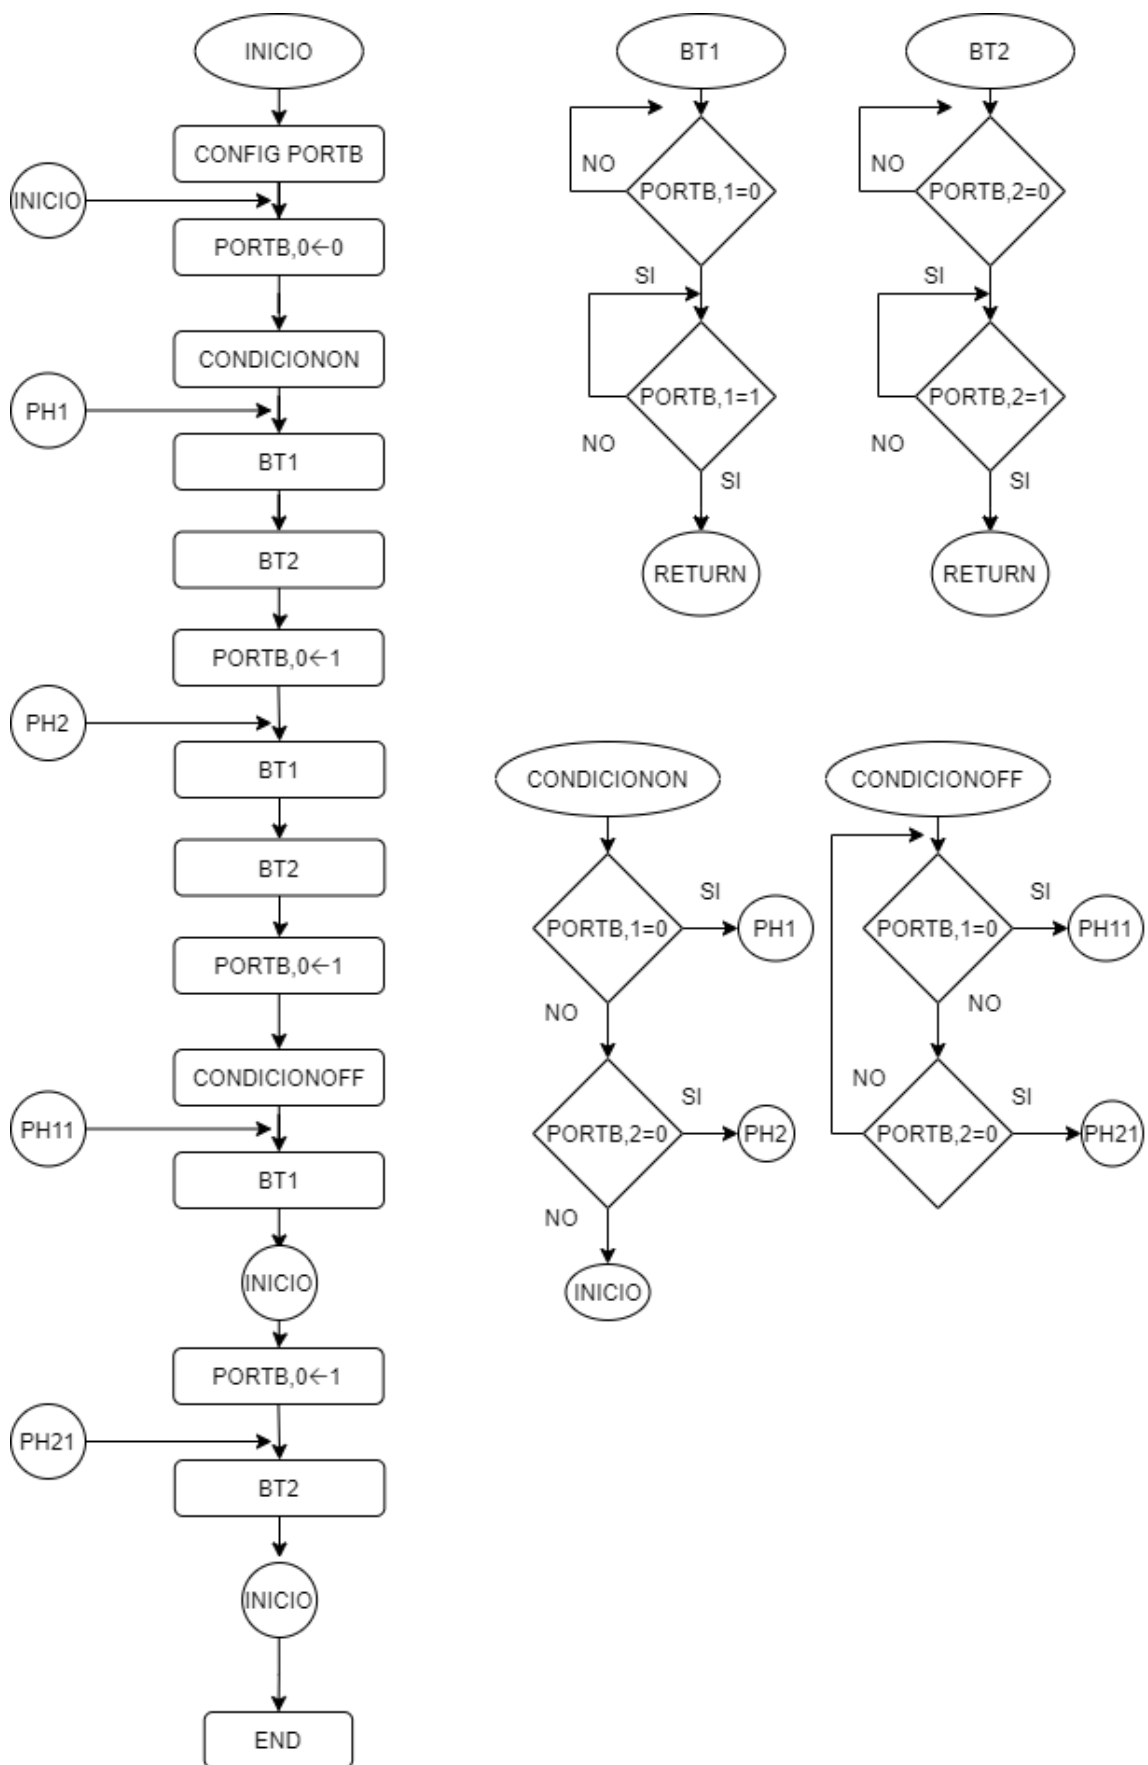 INICIO
CONFIG PORTB
INICIO
PORTB,0←0
CONDICIONON
PH1
BT1
BT2
PORTB,0←1
PH2
BT1
BT2
PORTB,0←1
CONDICIONOFF
PH11
BT1
INICIO
PORTB,0←1
PH21
BT2
INICIO
END
BT1
NO
PORTB,1=0
SI
PORTB,1=1
NO
SI
RETURN
BT2
NO
PORTB,2=0
SI
PORTB,2=1
NO
SI
RETURN
CONDICIONON
SI
PORTB,1=0
PH1
NO
SI
PORTB,2=0
PH2
NO
INICIO
CONDICIONOFF
SI
PORTB,1=0
PH11
NO
NO
SI
PORTB,2=0
PH21